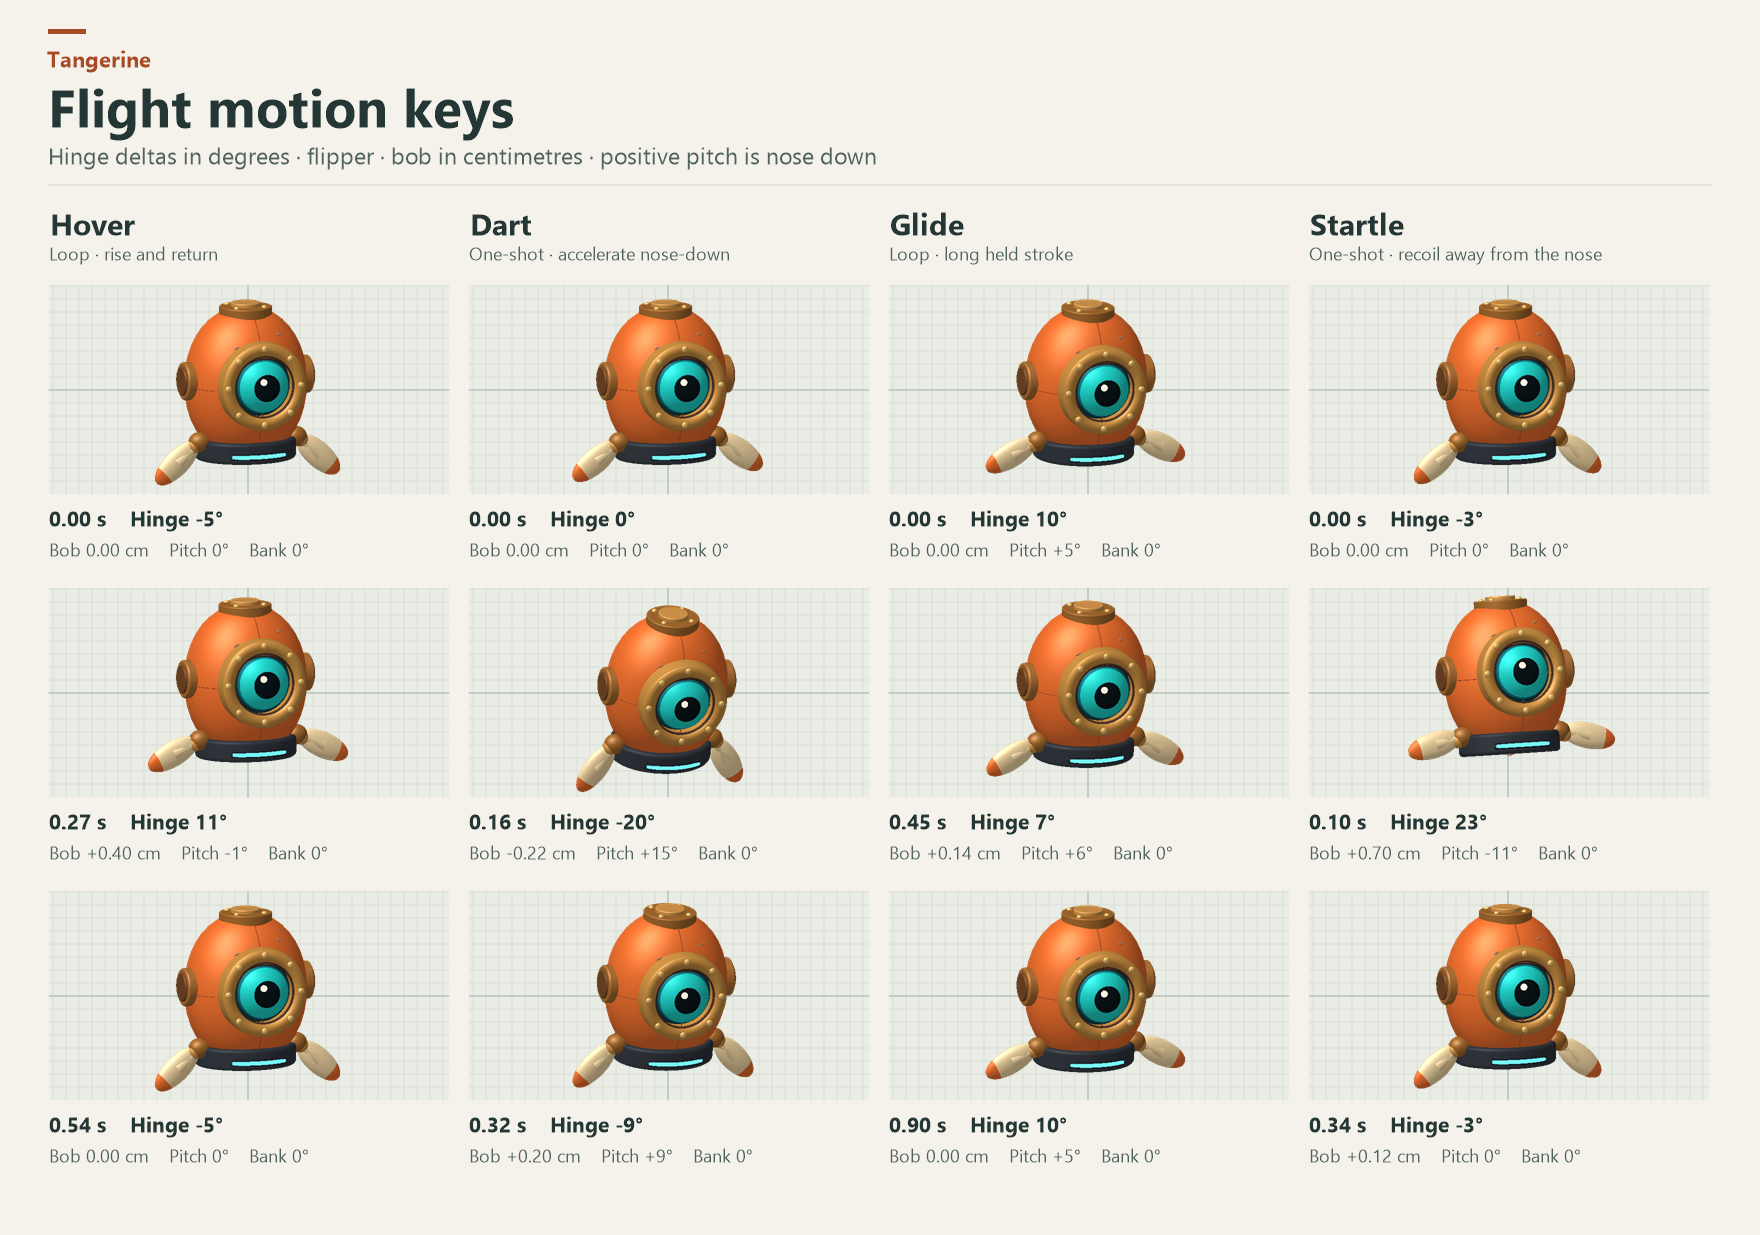 Tangerine
Flight motion keys
Hinge deltas in degrees · flipper · bob in centimetres · positive pitch is nose down
Hover
Loop · rise and return
Dart
One-shot · accelerate nose-down
Glide
Loop · long held stroke
Startle
One-shot · recoil away from the nose
0.00 s Hinge -5°
Bob 0.00 cm Pitch 0° Bank 0°
0.00 s Hinge 0°
Bob 0.00 cm Pitch 0° Bank 0°
0.00 s Hinge 10°
Bob 0.00 cm Pitch +5° Bank 0°
0.00 s Hinge -3°
Bob 0.00 cm Pitch 0° Bank 0°
0.27 s Hinge 11°
Bob +0.40 cm Pitch -1° Bank 0°
0.16 s Hinge -20°
Bob -0.22 cm Pitch +15° Bank 0°
0.45 s Hinge 7°
Bob +0.14 cm Pitch +6° Bank 0°
0.10 s Hinge 23°
Bob +0.70 cm Pitch -11° Bank 0°
0.54 s Hinge -5°
Bob 0.00 cm Pitch 0° Bank 0°
0.32 s Hinge -9°
Bob +0.20 cm Pitch +9° Bank 0°
0.90 s Hinge 10°
Bob 0.00 cm Pitch +5° Bank 0°
0.34 s Hinge -3°
Bob +0.12 cm Pitch 0° Bank 0°